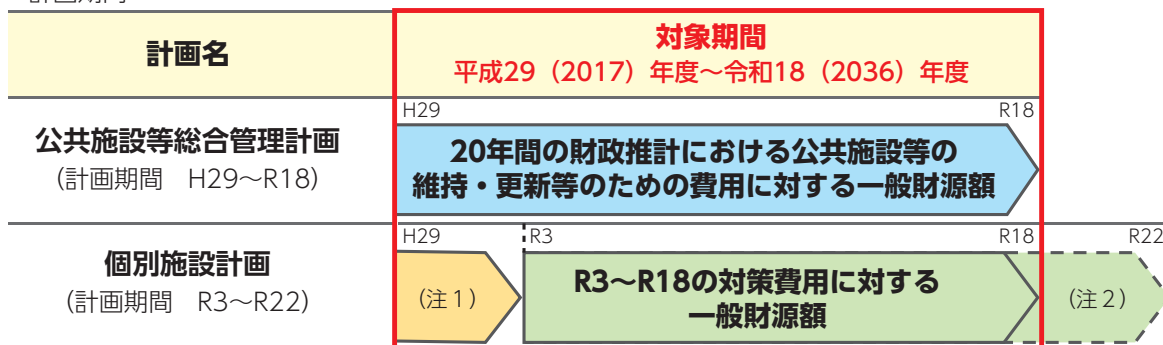 計画名
対象期間
平成29（2017）年度～令和18（2036）年度
公共施設等総合管理計画
（計画期間　H29～R18）
H29
R18
20年間の財政推計における公共施設等の
維持・更新等のための費用に対する一般財源額
個別施設計画
（計画期間　R3～R22）
H29
R3
R18
R22
（注１）
R3～R18の対策費用に対する
一般財源額
（注２）